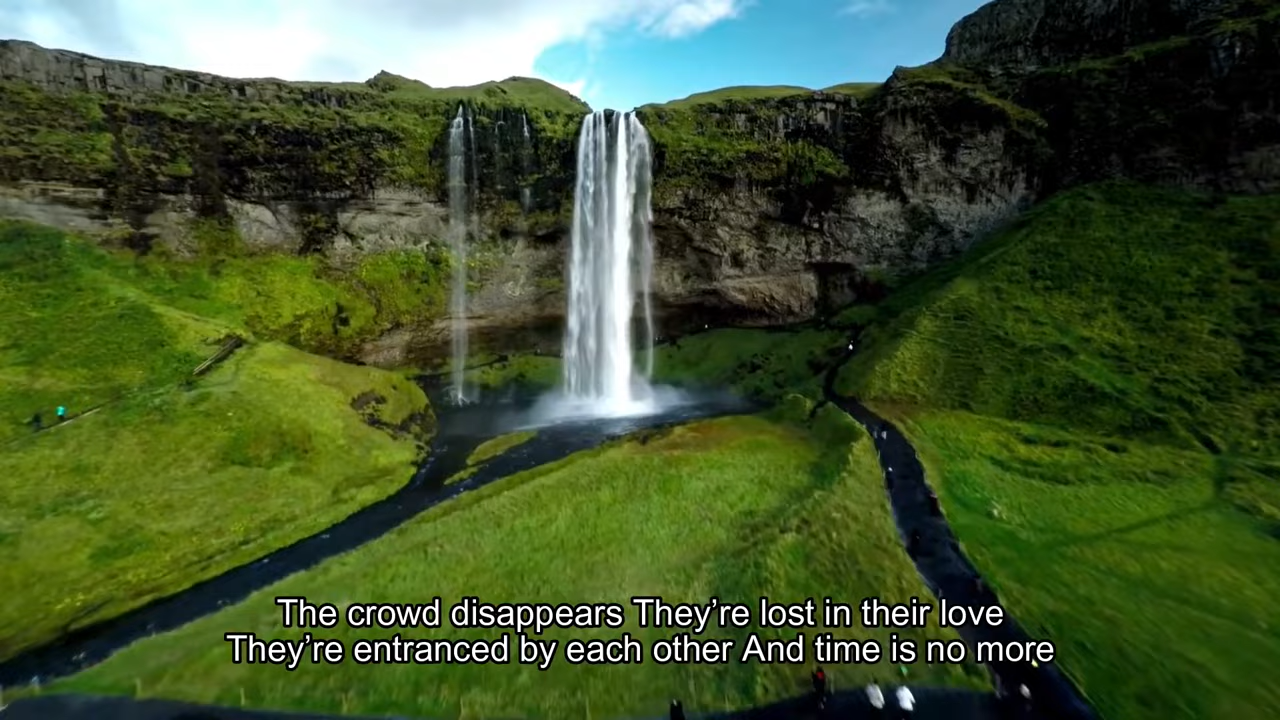 The crowd disappears They’re lost in their love
They’re entranced by each other And time is no more